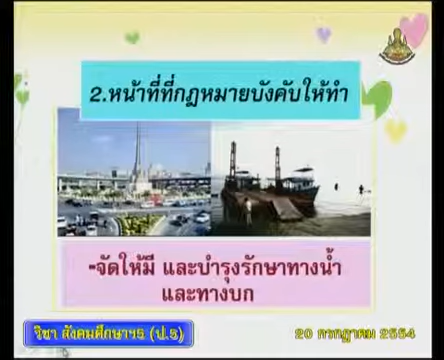 2.หน้าที่ที่กฎหมายบังคับให้ทำ
-จัดให้มี และบำรุงรักษาทางน้ำ
และทางบก
วิชา สังคมศึกษาฯ5 (ป.5)
20 กรกฎาคม 2554